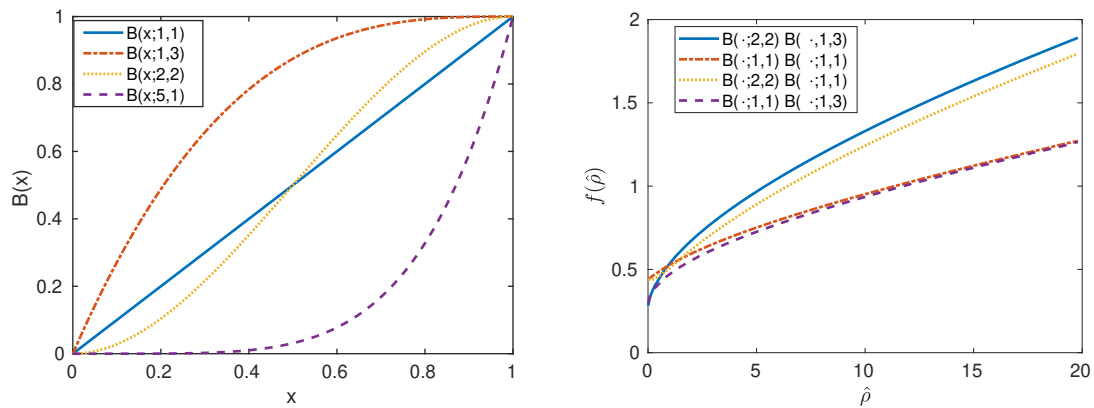 1
0.8
0.6
0.4
0.2
0
B(x)
B(x;1,1)
B(x;1,3)
B(x;2,2)
B(x;5,1)
0 0.2 0.4 0.6 0.8 1
x
2
1.5
1
0.5
0
f(ρ̂)
B(·;2,2) B( ·,1,3)
B(·;1,1) B( ·;1,1)
B(·;2,2) B( ·;1,1)
B(·;1,1) B( ·;1,3)
0 5 10 15 20
ρ̂